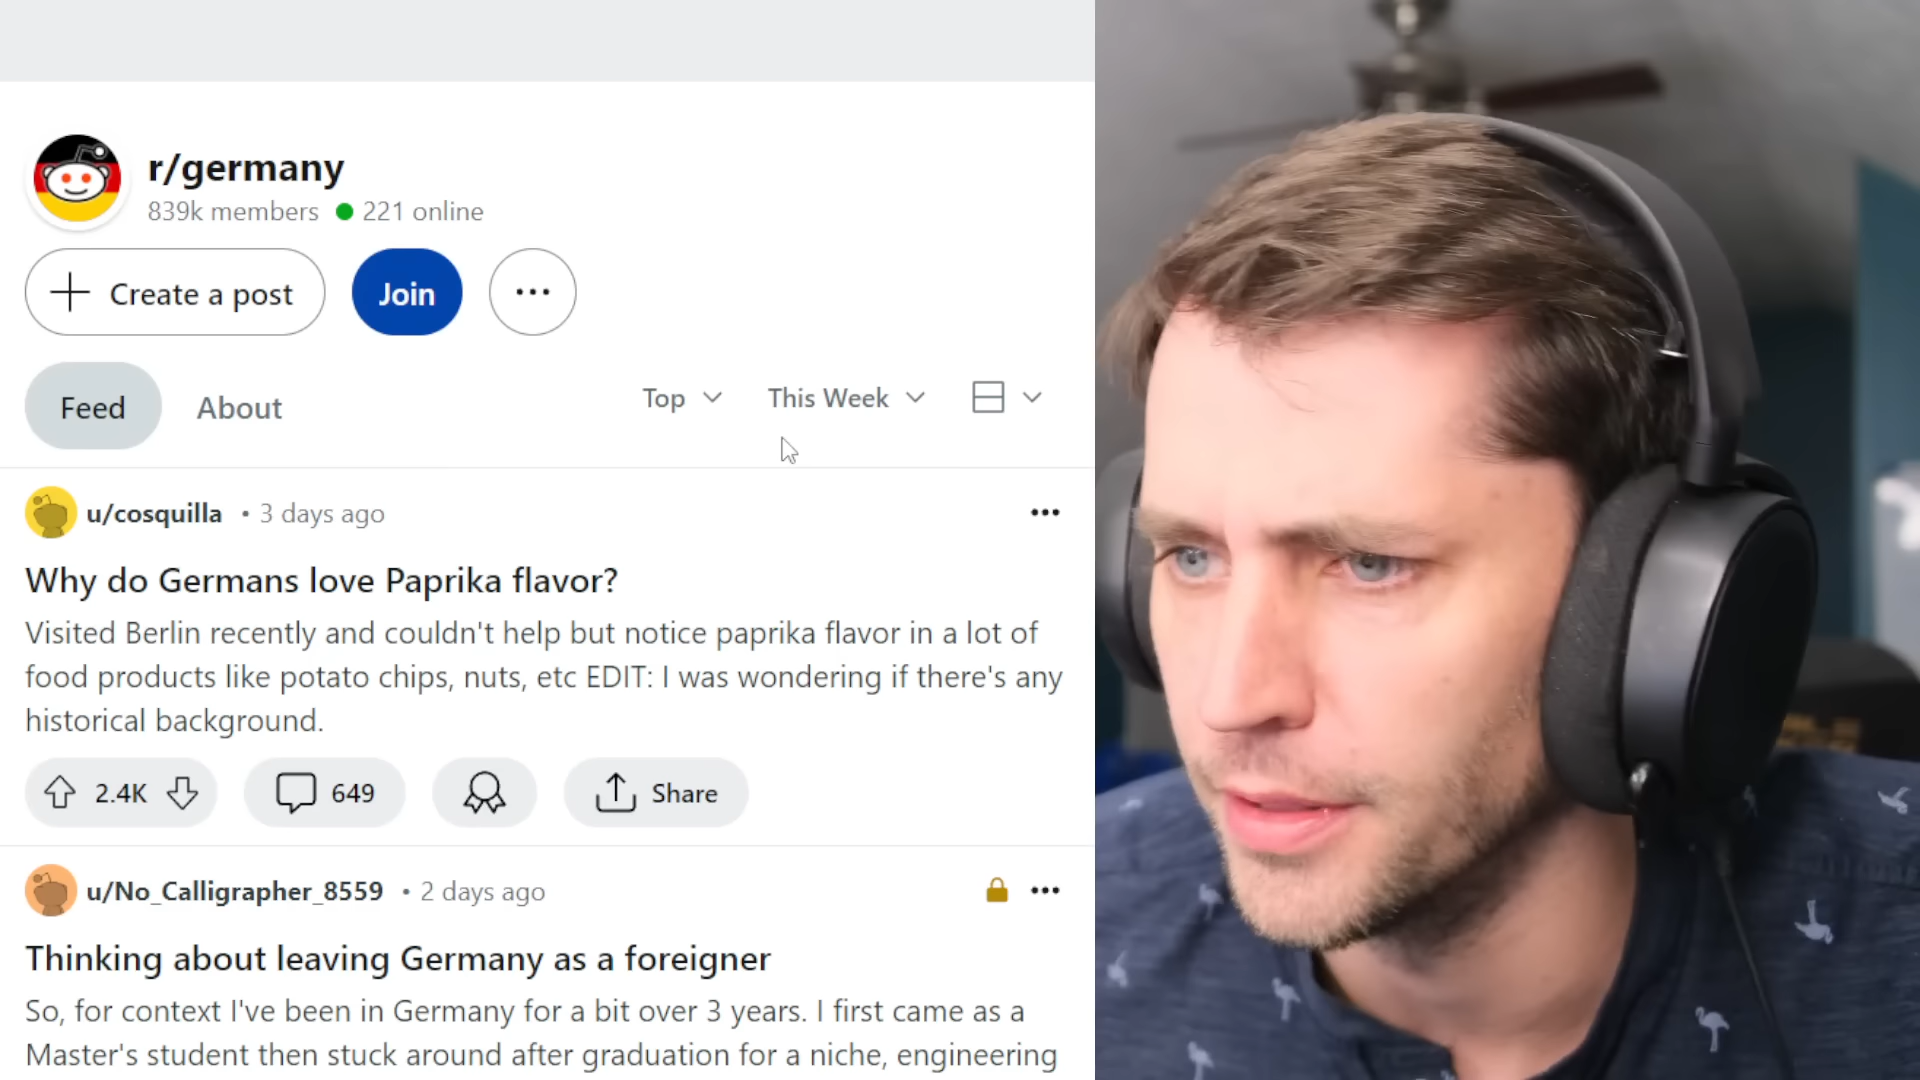 r/germany
839k members 221 online
Create a post
Join
Feed
About
Top
This Week
u/cosquilla • 3 days ago
Why do Germans love Paprika flavor?
Visited Berlin recently and couldn't help but notice paprika flavor in a lot of
food products like potato chips, nuts, etc EDIT: I was wondering if there's any
historical background.
2.4K
649
Share
u/No_Calligrapher_8559 • 2 days ago
Thinking about leaving Germany as a foreigner
So, for context I've been in Germany for a bit over 3 years. I first came as a
Master's student then stuck around after graduation for a niche, engineering